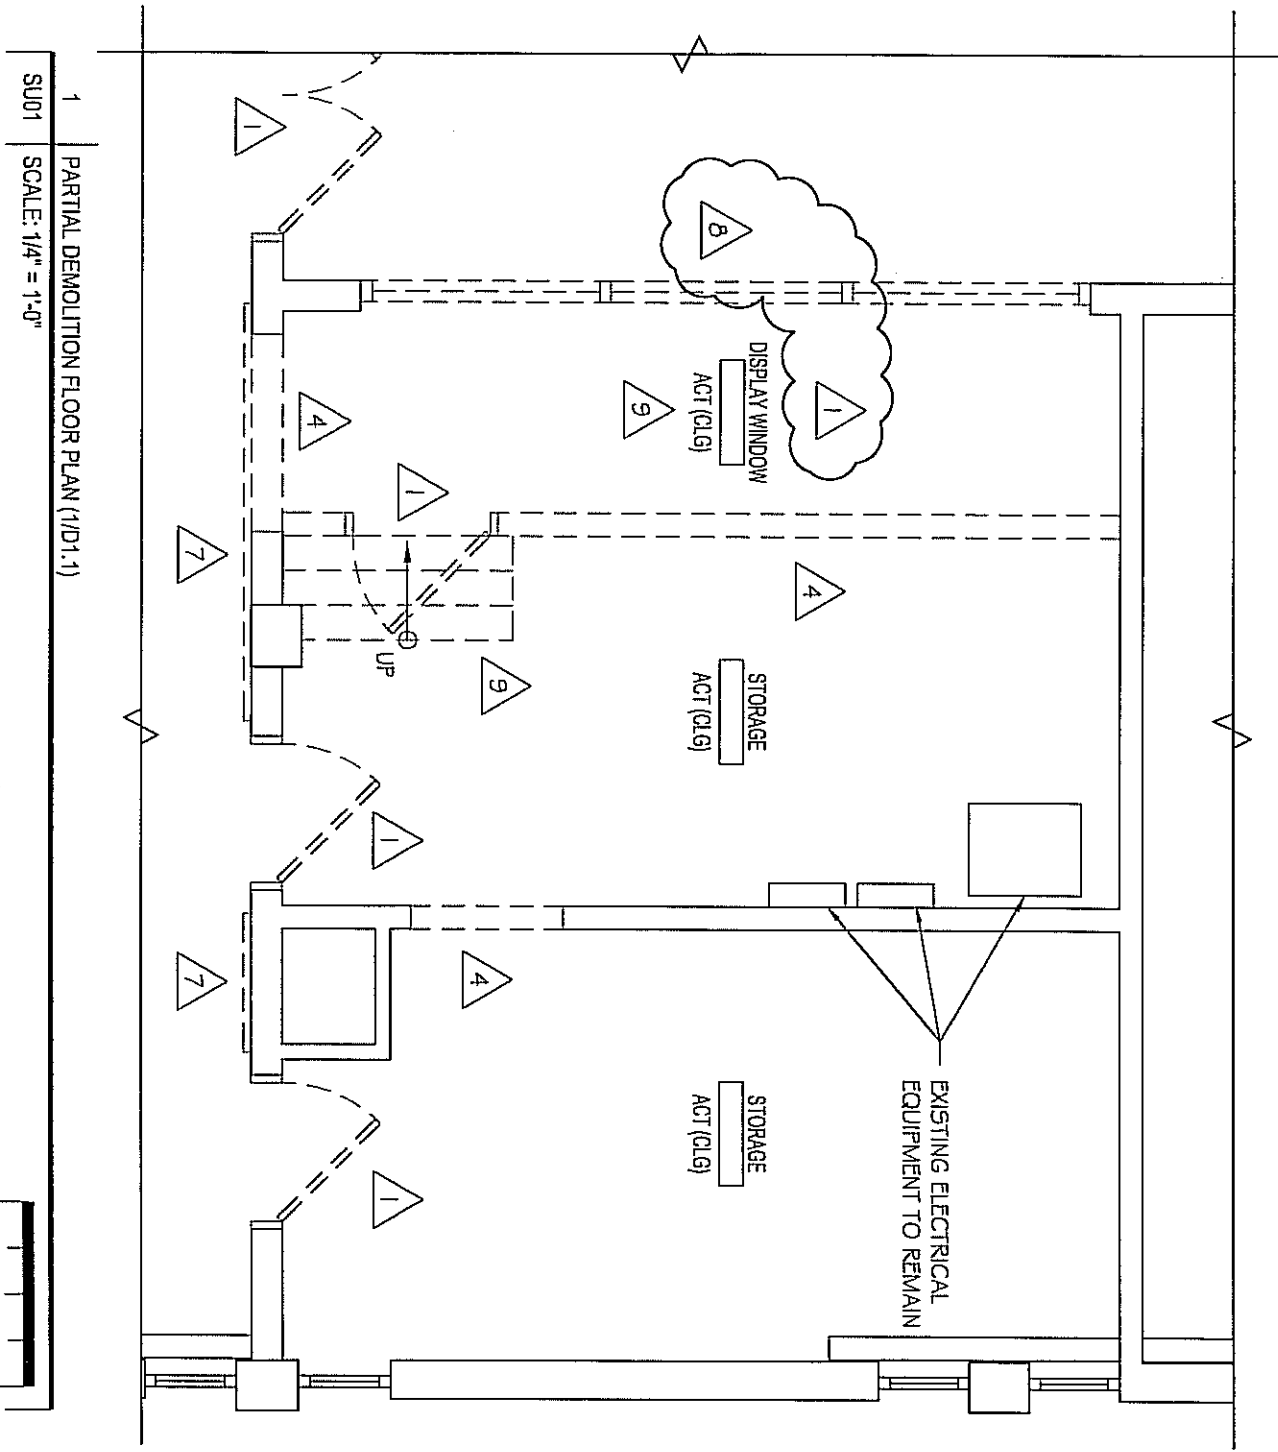 1
8
1
DISPLAY WINDOW
ACT (CLG)
9
4
1
7
UP
9
4
STORAGE
ACT (CLG)
1
4
7
EXISTING ELECTRICAL
EQUIPMENT TO REMAIN
STORAGE
ACT (CLG)
1
1
PARTIAL DEMOLITION FLOOR PLAN (1/D1.1)
SU01
SCALE: 1/4" = 1'-0"